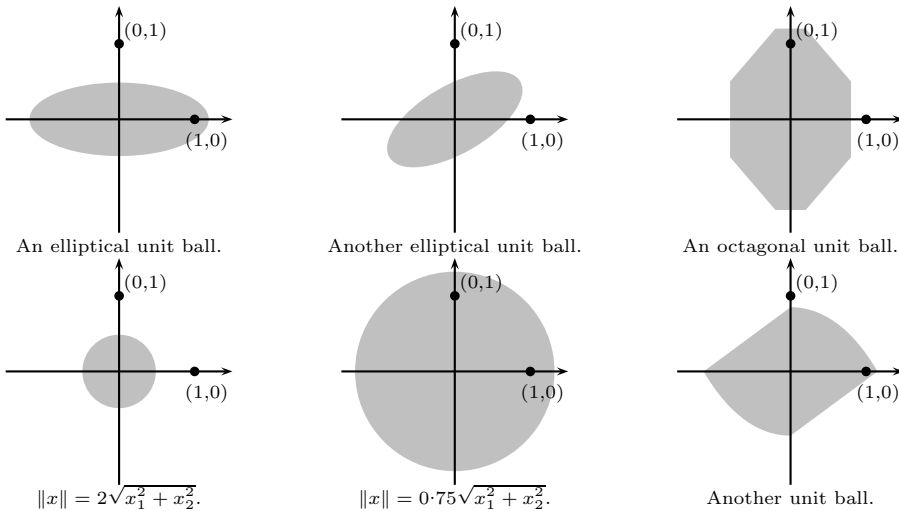 (0,1) (0,1) (0,1)
(1,0) (1,0) (1,0)
An elliptical unit ball. Another elliptical unit ball. An octagonal unit ball.
(0,1) (0,1) (0,1)
(1,0) (1,0) (1,0)
‖x‖ = 2√(x₁² + x₂²). ‖x‖ = 0·75√(x₁² + x₂²). Another unit ball.